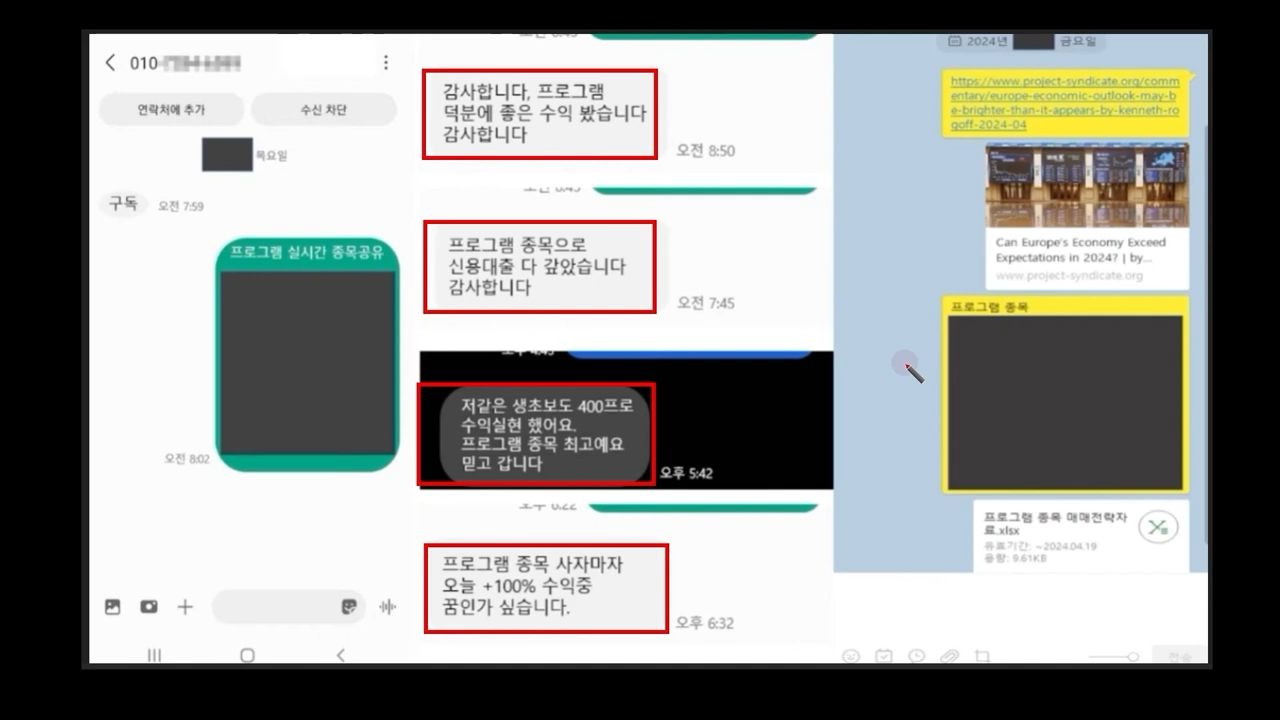 010-
연락처에 추가
수신 차단
목요일
구독
오전 7:59
프로그램 실시간 종목공유
오전 8:02
감사합니다, 프로그램
덕분에 좋은 수익 봤습니다
감사합니다
오전 8:50
프로그램 종목으로
신용대출 다 갚았습니다
감사합니다
오전 7:45
저같은 생초보도 400프로
수익실현 했어요.
프로그램 종목 최고예요
믿고 갑니다
오후 5:42
프로그램 종목 사자마자
오늘 +100% 수익중
꿈인가 싶습니다.
오후 6:32
2024년
금요일
https://www.project-syndicate.org/comm
entary/europe-economic-outlook-may-b
e-brighter-than-it-appears-by-kenneth-ro
goff-2024-04
Can Europe's Economy Exceed
Expectations in 2024? | by...
www.project-syndicate.org
프로그램 종목
프로그램 종목 매매전략자
료.xlsx
유효기간: ~2024.04.19
용량: 9.61KB
전송